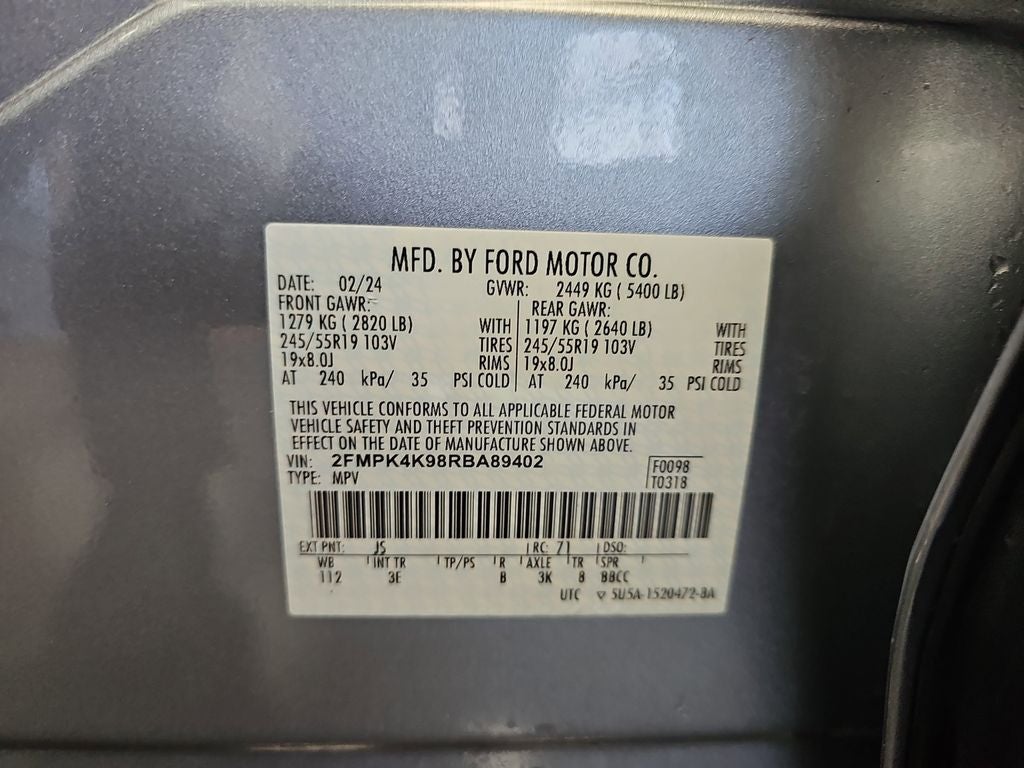 MFD. BY FORD MOTOR CO.
DATE: 02/24 GVWR: 2449 KG ( 5400 LB)
FRONT GAWR: REAR GAWR:
1279 KG ( 2820 LB) WITH 1197 KG ( 2640 LB) WITH
245/55R19 103V TIRES 245/55R19 103V TIRES
19x8.0J RIMS 19x8.0J RIMS
AT 240 kPa/ 35 PSI COLD AT 240 kPa/ 35 PSI COLD
THIS VEHICLE CONFORMS TO ALL APPLICABLE FEDERAL MOTOR
VEHICLE SAFETY AND THEFT PREVENTION STANDARDS IN
EFFECT ON THE DATE OF MANUFACTURE SHOWN ABOVE.
VIN: 2FMPK4K98RBA89402 F0098
TYPE: MPV T0318
EXT PNT: JS RC: 71 DSO:
WB INT TR TP/PS R AXLE TR SPR
112 3E B 3K 8 BBCC
UTC ▽ 5U5A-1520472-BA